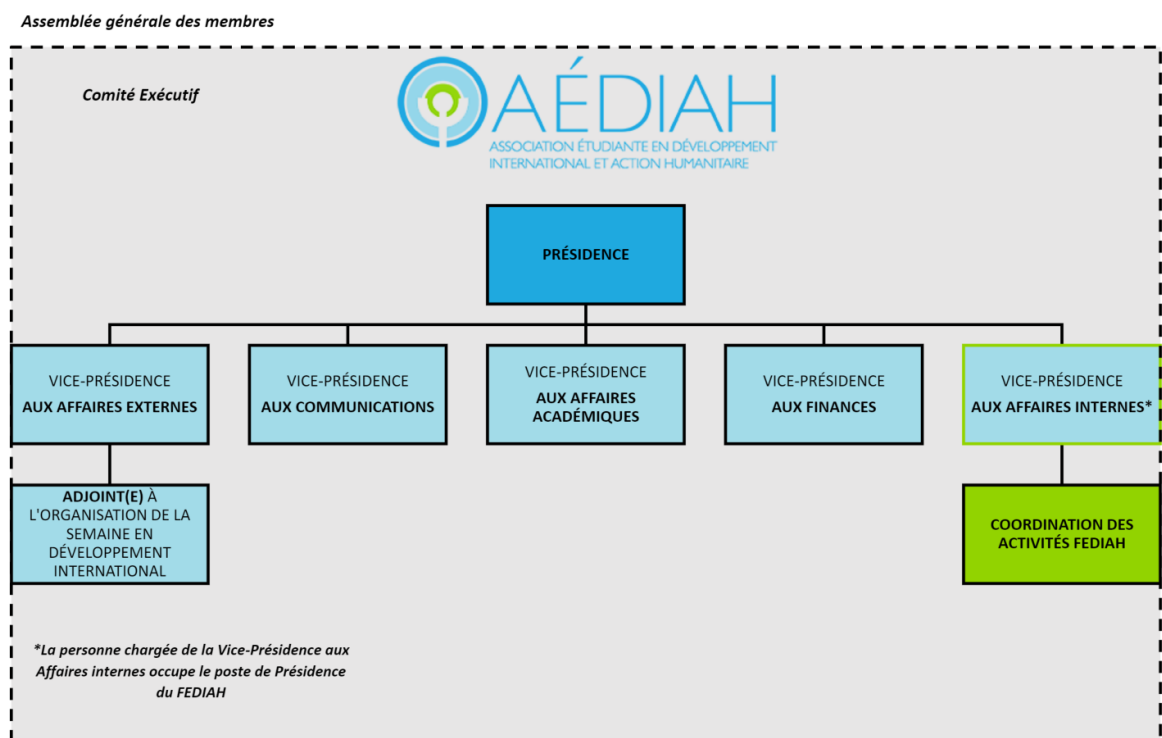 Assemblée générale des membres
Comité Exécutif
AÉDIAH
ASSOCIATION ÉTUDIANTE EN DÉVELOPPEMENT
INTERNATIONAL ET ACTION HUMANITAIRE
PRÉSIDENCE
VICE-PRÉSIDENCE
AUX AFFAIRES EXTERNES
VICE-PRÉSIDENCE
AUX COMMUNICATIONS
VICE-PRÉSIDENCE
AUX AFFAIRES
ACADÉMIQUES
VICE-PRÉSIDENCE
AUX FINANCES
VICE-PRÉSIDENCE
AUX AFFAIRES INTERNES*
ADJOINT(E) À
L'ORGANISATION DE LA
SEMAINE EN
DÉVELOPPEMENT
INTERNATIONAL
COORDINATION DES
ACTIVITÉS FEDIAH
*La personne chargée de la Vice-Présidence aux
Affaires internes occupe le poste de Présidence
du FEDIAH